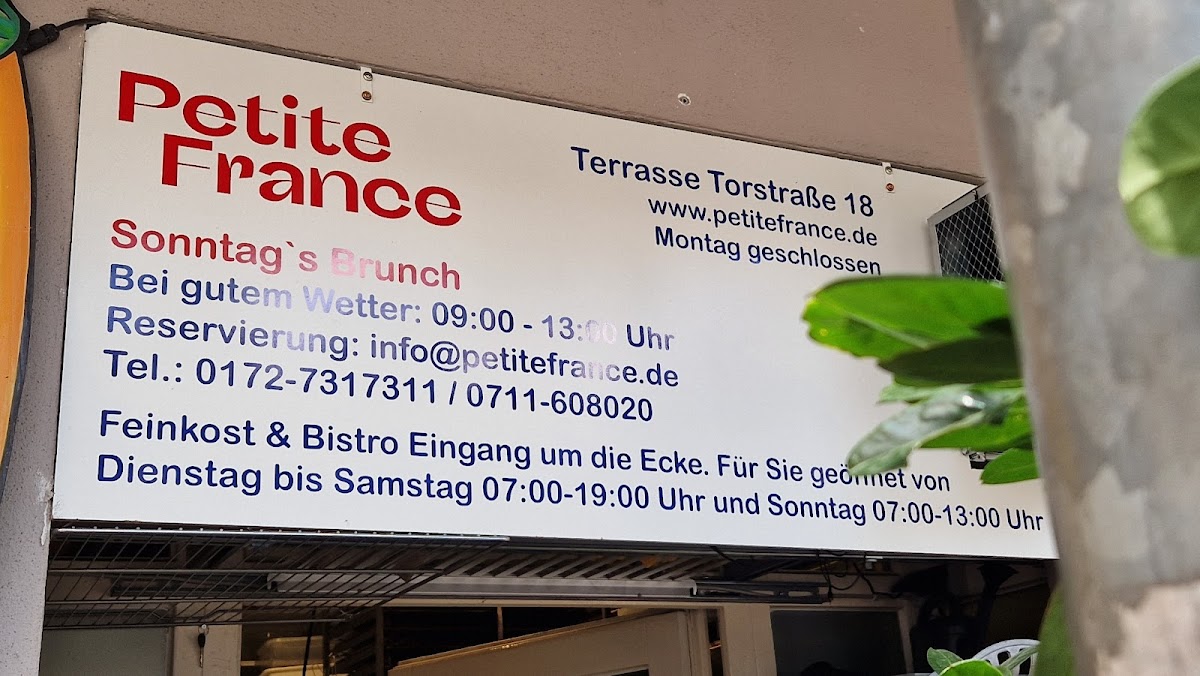 Petite
France
Terrasse Torstraße 18
www.petitefrance.de
Montag geschlossen
Sonntag`s Brunch
Bei gutem Wetter: 09:00 - 13:00 Uhr
Reservierung: info@petitefrance.de
Tel.: 0172-7317311 / 0711-608020
Feinkost & Bistro Eingang um die Ecke. Für Sie geöffnet von
Dienstag bis Samstag 07:00-19:00 Uhr und Sonntag 07:00-13:00 Uhr